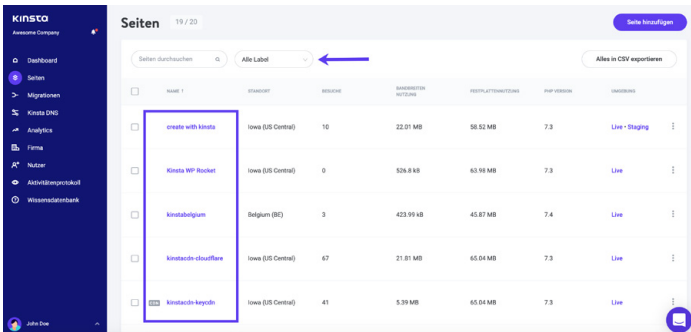 Kinsta
Awesome Company
Dashboard
Seiten
Migrationen
Kinsta DNS
Analytics
Firma
Nutzer
Aktivitätenprotokoll
Wissensdatenbank
John Doe
Seiten 19 / 20
Seite hinzufügen
Seiten durchsuchen
Alle Label
Alles in CSV exportieren
NAME ↑ STANDORT BESUCHE BANDBREITEN NUTZUNG FESTPLATTENNUTZUNG PHP VERSION UMGEBUNG
create with kinsta Iowa (US Central) 10 22.01 MB 58.52 MB 7.3 Live • Staging
Kinsta WP Rocket Iowa (US Central) 0 526.8 kB 63.98 MB 7.3 Live
kinstabelgium Belgium (BE) 3 423.99 kB 45.87 MB 7.4 Live
kinstacdn-cloudflare Iowa (US Central) 67 21.81 MB 65.04 MB 7.3 Live
kinstacdn-keycdn Iowa (US Central) 41 5.39 MB 65.04 MB 7.3 Live